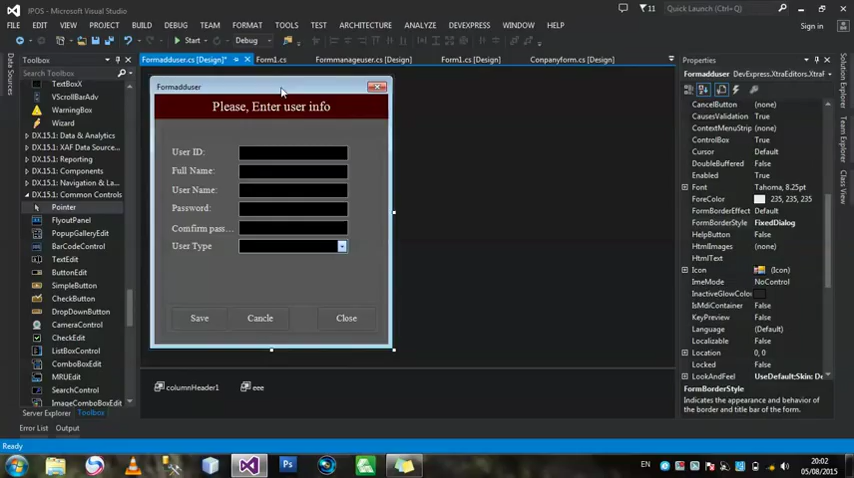 IPOS - Microsoft Visual Studio
11
Quick Launch (Ctrl+Q)
FILE EDIT VIEW PROJECT BUILD DEBUG TEAM FORMAT TOOLS TEST ARCHITECTURE ANALYZE DEVEXPRESS WINDOW HELP
Sign in
Start
Debug
Data Sources
Toolbox
Search Toolbox
TextBoxX
VScrollBarAdv
WarningBox
Wizard
DX.15.1: Data & Analytics
DX.15.1: XAF Data Source...
DX.15.1: Reporting
DX.15.1: Components
DX.15.1: Navigation & La...
DX.15.1: Common Controls
Pointer
FlyoutPanel
PopupGalleryEdit
BarCodeControl
TextEdit
ButtonEdit
SimpleButton
CheckButton
DropDownButton
CameraControl
CheckEdit
ListBoxControl
ComboBoxEdit
MRUEdit
SearchControl
ImageComboBoxEdit
Server Explorer Toolbox
Formadduser.cs [Design]* Form1.cs Formmanageuser.cs [Design] Form1.cs [Design] Conpanyform.cs [Design]
Formadduser
Please, Enter user info
User ID:
Full Name:
User Name:
Password:
Comfirm pass...
User Type
Save Cancle Close
columnHeader1 eee
Properties
Formadduser DevExpress.XtraEditors.XtraF
CancelButton (none)
CausesValidation True
ContextMenuStrip (none)
ControlBox True
Cursor Default
DoubleBuffered False
Enabled True
Font Tahoma, 8.25pt
ForeColor 235, 235, 235
FormBorderEffect Default
FormBorderStyle FixedDialog
HelpButton False
HtmlImages (none)
HtmlText
Icon (Icon)
ImeMode NoControl
InactiveGlowColor
IsMdiContainer False
KeyPreview False
Language (Default)
Localizable False
Location 0, 0
Locked False
LookAndFeel UseDefault:Skin: De
FormBorderStyle
Indicates the appearance and behavior of
the border and title bar of the form.
Solution Explorer
Team Explorer
Class View
Error List Output
Ready
Ps
EN
20:02
05/08/2015